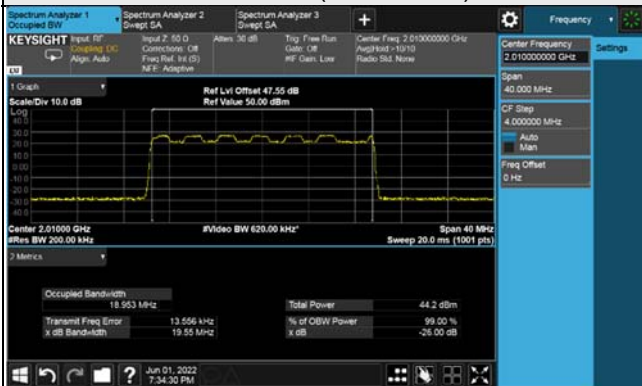 Spectrum Analyzer 1
Occupied BW
Spectrum Analyzer 2
Swept SA
Spectrum Analyzer 3
Swept SA
Frequency
KEYSIGHT
Input: RF
Coupling: DC
Align: Auto
Input Z: 50 Ω
Corrections: Off
Freq Ref: Int (S)
NFE: Adaptive
Atten: 30 dB
Trig: Free Run
Gate: Off
#IF Gain: Low
Center Freq: 2.010000000 GHz
Avg|Hold:>10/10
Radio Std: None
Center Frequency
2.010000000 GHz
Settings
Span
40.000 MHz
CF Step
4.000000 MHz
Auto
Man
Freq Offset
0 Hz
1 Graph
Scale/Div 10.0 dB
Ref Lvl Offset 47.55 dB
Ref Value 50.00 dBm
Log
40.0
30.0
20.0
10.0
0.00
-10.0
-20.0
-30.0
-40.0
Center 2.01000 GHz
#Res BW 200.00 kHz
#Video BW 620.00 kHz*
Span 40 MHz
Sweep 20.0 ms (1001 pts)
2 Metrics
Occupied Bandwidth
18.953 MHz
Total Power 44.2 dBm
Transmit Freq Error 13.556 kHz
% of OBW Power 99.00 %
x dB Bandwidth 19.55 MHz
x dB -26.00 dB
Jun 01, 2022
7:34:30 PM